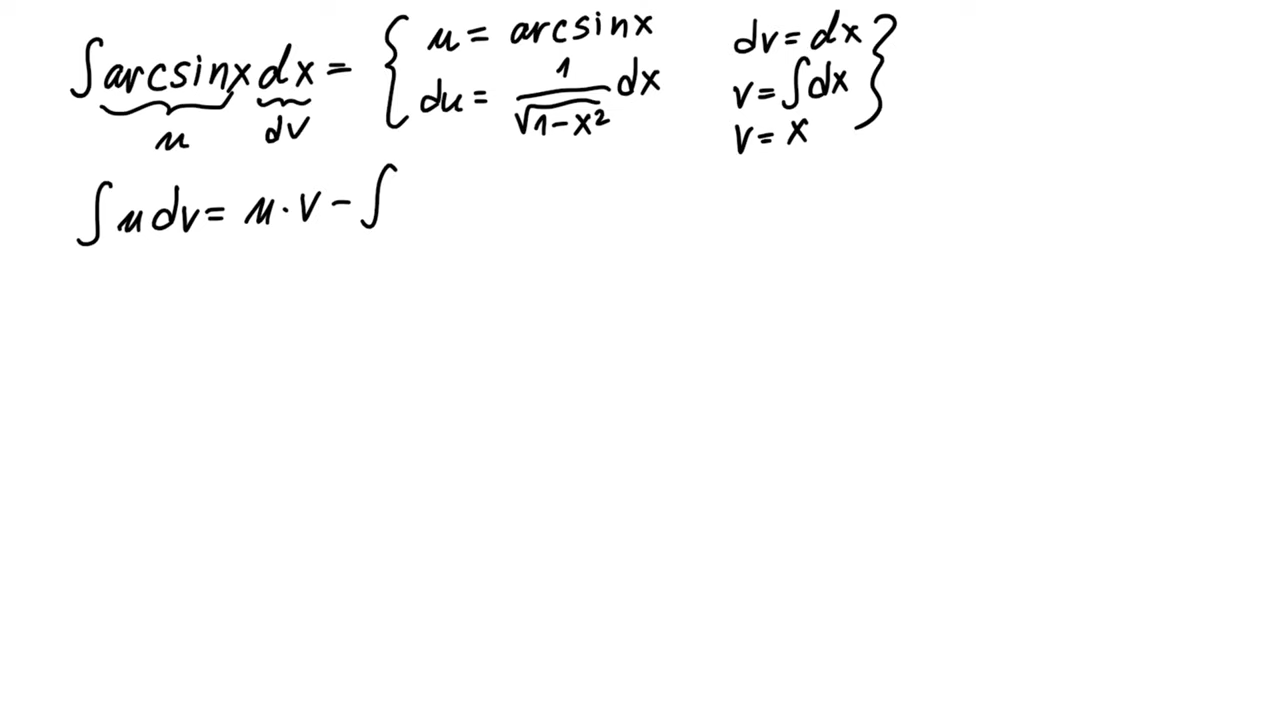 ∫ arcsinx dx = { u = arcsinx dv = dx }
u dv du = 1/√(1-x²) dx v = ∫dx
v = x
∫ u dv = u · v - ∫